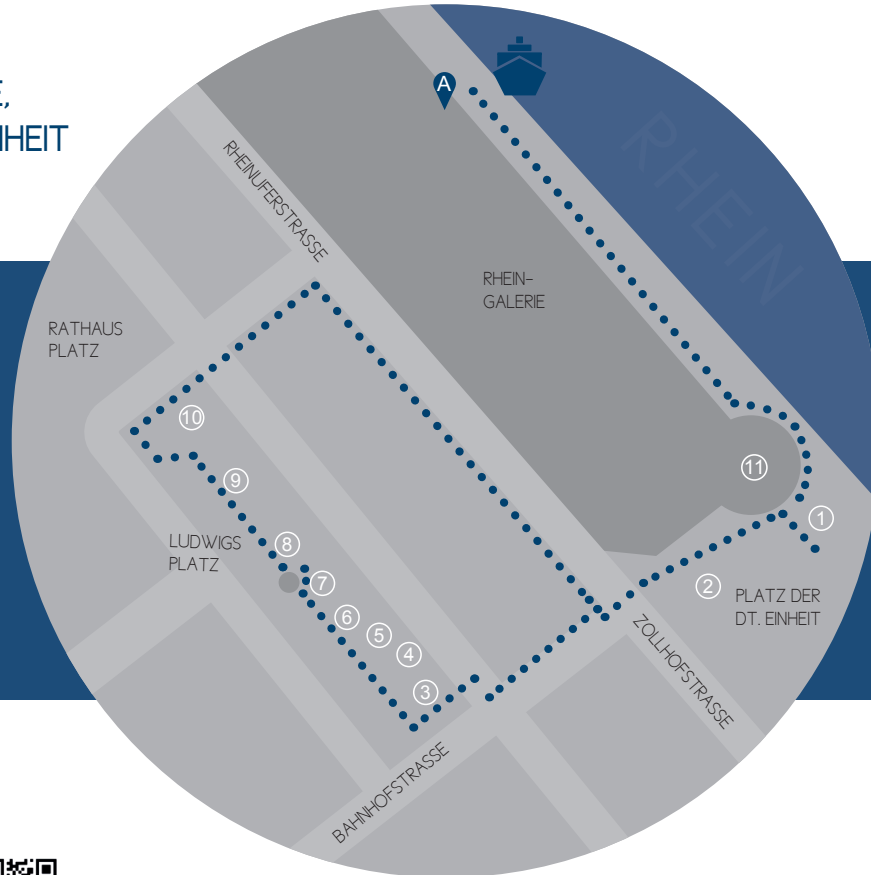 E,
NHEIT
A
RHEIN
RHEINUFERSTRASSE
RHEIN-
GALERIE
RATHAUS
PLATZ
10
9
11
1
LUDWIGS
PLATZ
8
7
2
PLATZ DER
DT. EINHEIT
6
5
4
3
ZOLLHOFSTRASSE
BAHNHOFSTRASSE